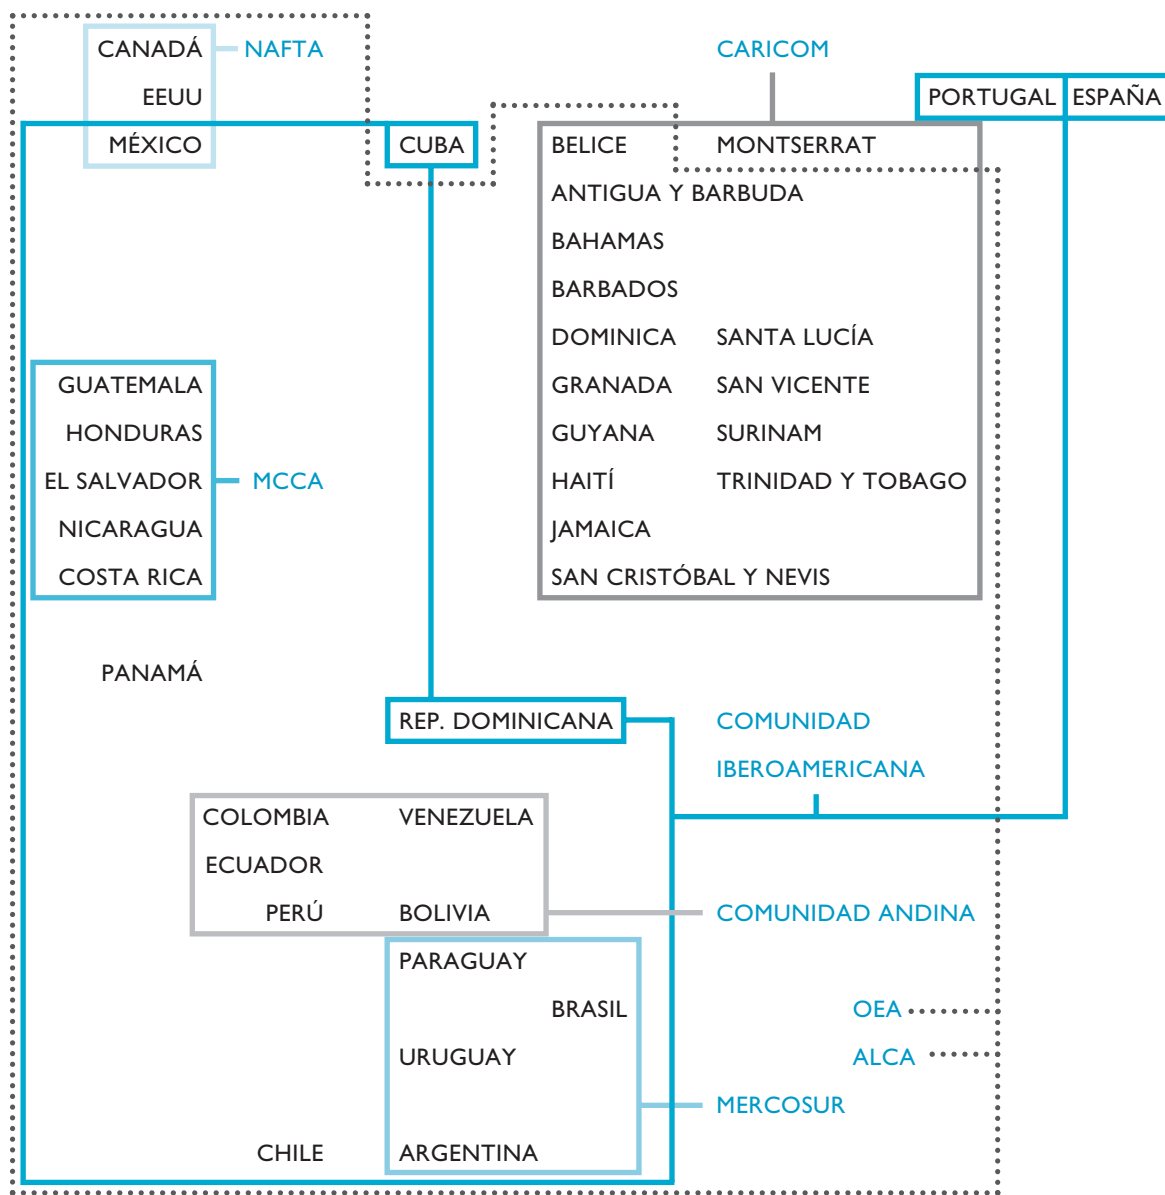 CANADÁ NAFTA CARICOM
EEUU PORTUGAL ESPAÑA
MÉXICO CUBA BELICE MONTSERRAT
ANTIGUA Y BARBUDA
BAHAMAS
BARBADOS
DOMINICA SANTA LUCÍA
GUATEMALA GRANADA SAN VICENTE
HONDURAS GUYANA SURINAM
EL SALVADOR MCCA HAITÍ TRINIDAD Y TOBAGO
NICARAGUA JAMAICA
COSTA RICA SAN CRISTÓBAL Y NEVIS
PANAMÁ
REP. DOMINICANA COMUNIDAD
IBEROAMERICANA
COLOMBIA VENEZUELA
ECUADOR
PERÚ BOLIVIA COMUNIDAD ANDINA
PARAGUAY
BRASIL OEA
URUGUAY ALCA
MERCOSUR
CHILE ARGENTINA